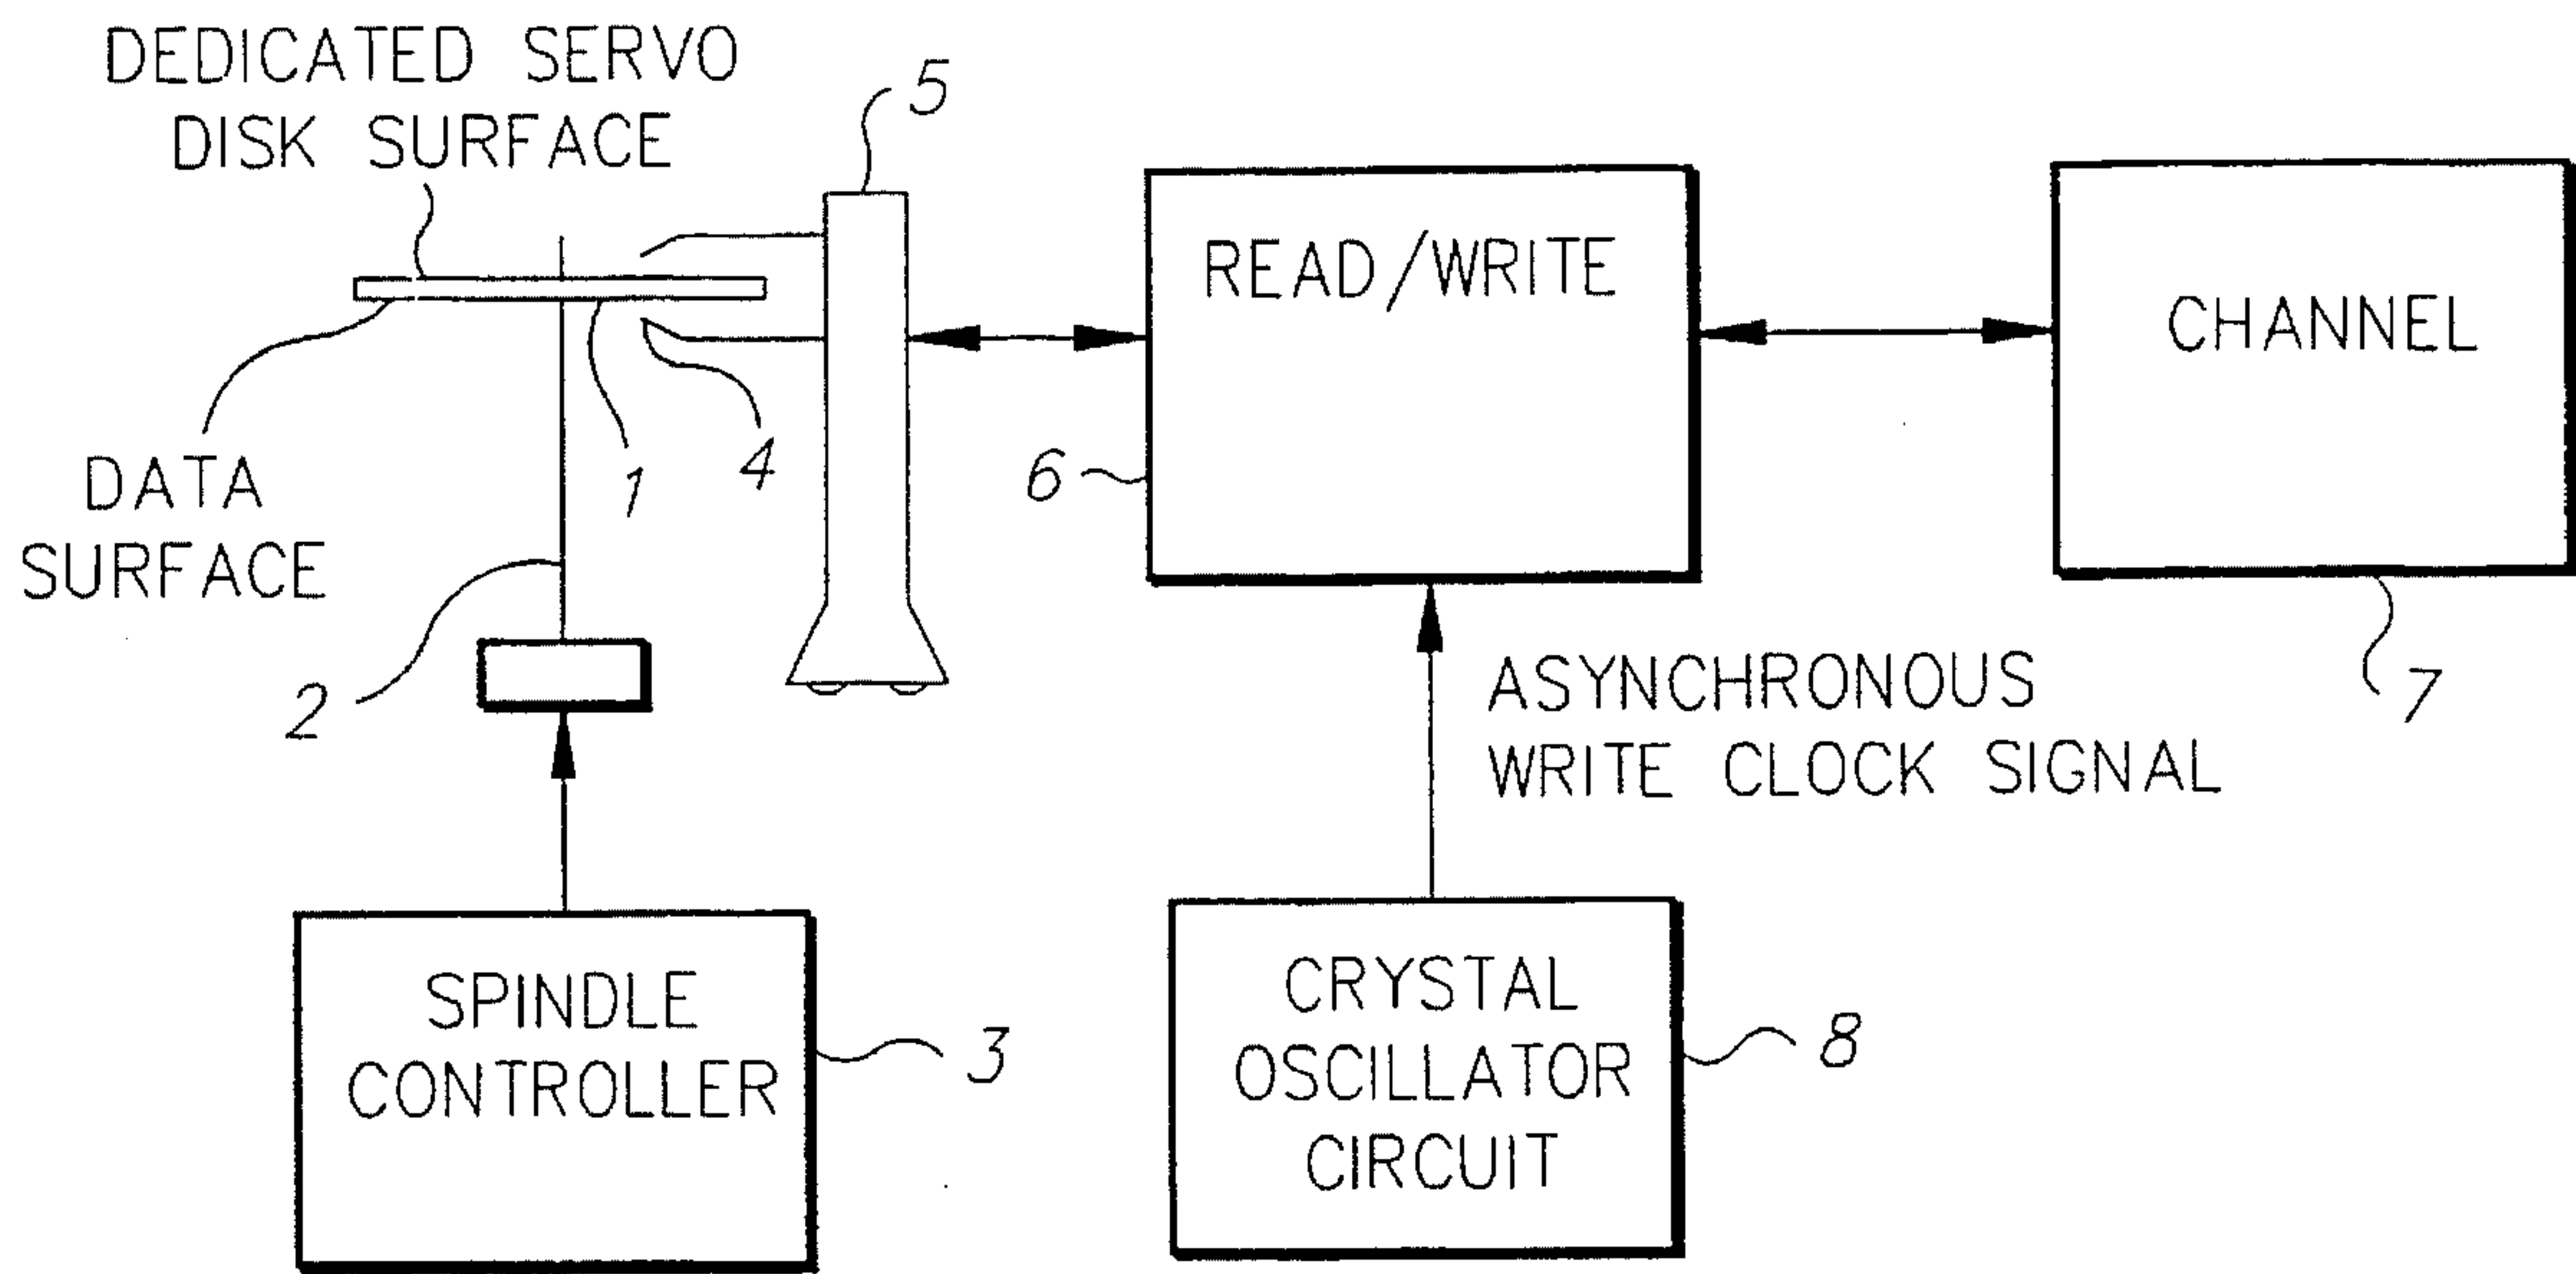 DEDICATED SERVO
DISK SURFACE
5
READ/WRITE
CHANNEL
DATA
SURFACE
1
4
6
2
ASYNCHRONOUS
WRITE CLOCK SIGNAL
7
SPINDLE
CONTROLLER
3
CRYSTAL
OSCILLATOR
CIRCUIT
8